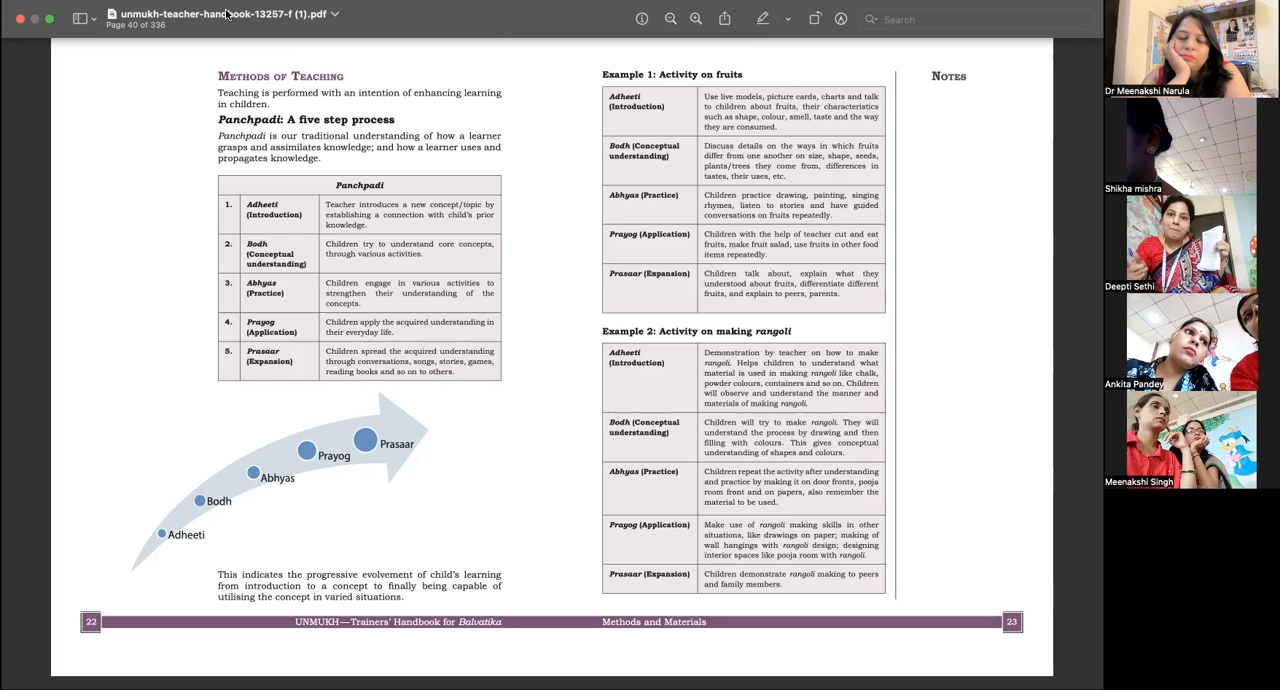 unmukh-teacher-handbook-13257-f (1).pdf
Page 40 of 336
Search
METHODS OF TEACHING
Teaching is performed with an intention of enhancing learning
in children.
Panchpadi: A five step process
Panchpadi is our traditional understanding of how a learner
grasps and assimilates knowledge; and how a learner uses and
propagates knowledge.
Panchpadi
1. Adheeti (Introduction)
Teacher introduces a new concept/topic by
establishing a connection with child's prior
knowledge.
2. Bodh (Conceptual understanding)
Children try to understand core concepts,
through various activities.
3. Abhyas (Practice)
Children engage in various activities to
strengthen their understanding of the
concepts.
4. Prayog (Application)
Children apply the acquired understanding in
their everyday life.
5. Prasaar (Expansion)
Children spread the acquired understanding
through conversations, songs, stories, games,
reading books and so on to others.
Prasaar
Prayog
Abhyas
Bodh
Adheeti
This indicates the progressive evolvement of child's learning
from introduction to a concept to finally being capable of
utilising the concept in varied situations.
22
UNMUKH—Trainers' Handbook for Balvatika
Example 1: Activity on fruits
Adheeti (Introduction)
Use live models, picture cards, charts and talk
to children about fruits, their characteristics
such as shape, colour, smell, taste and the way
they are consumed.
Bodh (Conceptual understanding)
Discuss details on the ways in which fruits
differ from one another on size, shape, seeds,
plants/trees they come from, differences in
tastes, their uses, etc.
Abhyas (Practice)
Children practice drawing, painting, singing
rhymes, listen to stories and have guided
conversations on fruits repeatedly.
Prayog (Application)
Children with the help of teacher cut and eat
fruits, make fruit salad, use fruits in other food
items repeatedly.
Prasaar (Expansion)
Children talk about, explain what they
understood about fruits, differentiate different
fruits, and explain to peers, parents.
Example 2: Activity on making rangoli
Adheeti (Introduction)
Demonstration by teacher on how to make
rangoli. Helps children to understand what
material is used in making rangoli like chalk,
powder colours, containers and so on. Children
will observe and understand the manner and
materials of making rangoli.
Bodh (Conceptual understanding)
Children will try to make rangoli. They will
understand the process by drawing and then
filling with colours. This gives conceptual
understanding of shapes and colours.
Abhyas (Practice)
Children repeat the activity after understanding
and practice by making it on door fronts, pooja
room front and on papers, also remember the
material to be used.
Prayog (Application)
Make use of rangoli making skills in other
situations, like drawings on paper; making of
wall hangings with rangoli design; designing
interior spaces like pooja room with rangoli.
Prasaar (Expansion)
Children demonstrate rangoli making to peers
and family members.
Methods and Materials
23
NOTES
Dr Meenakshi Narula
Shikha mishra
Deepti Sethi
Ankita Pandey
Meenakshi Singh